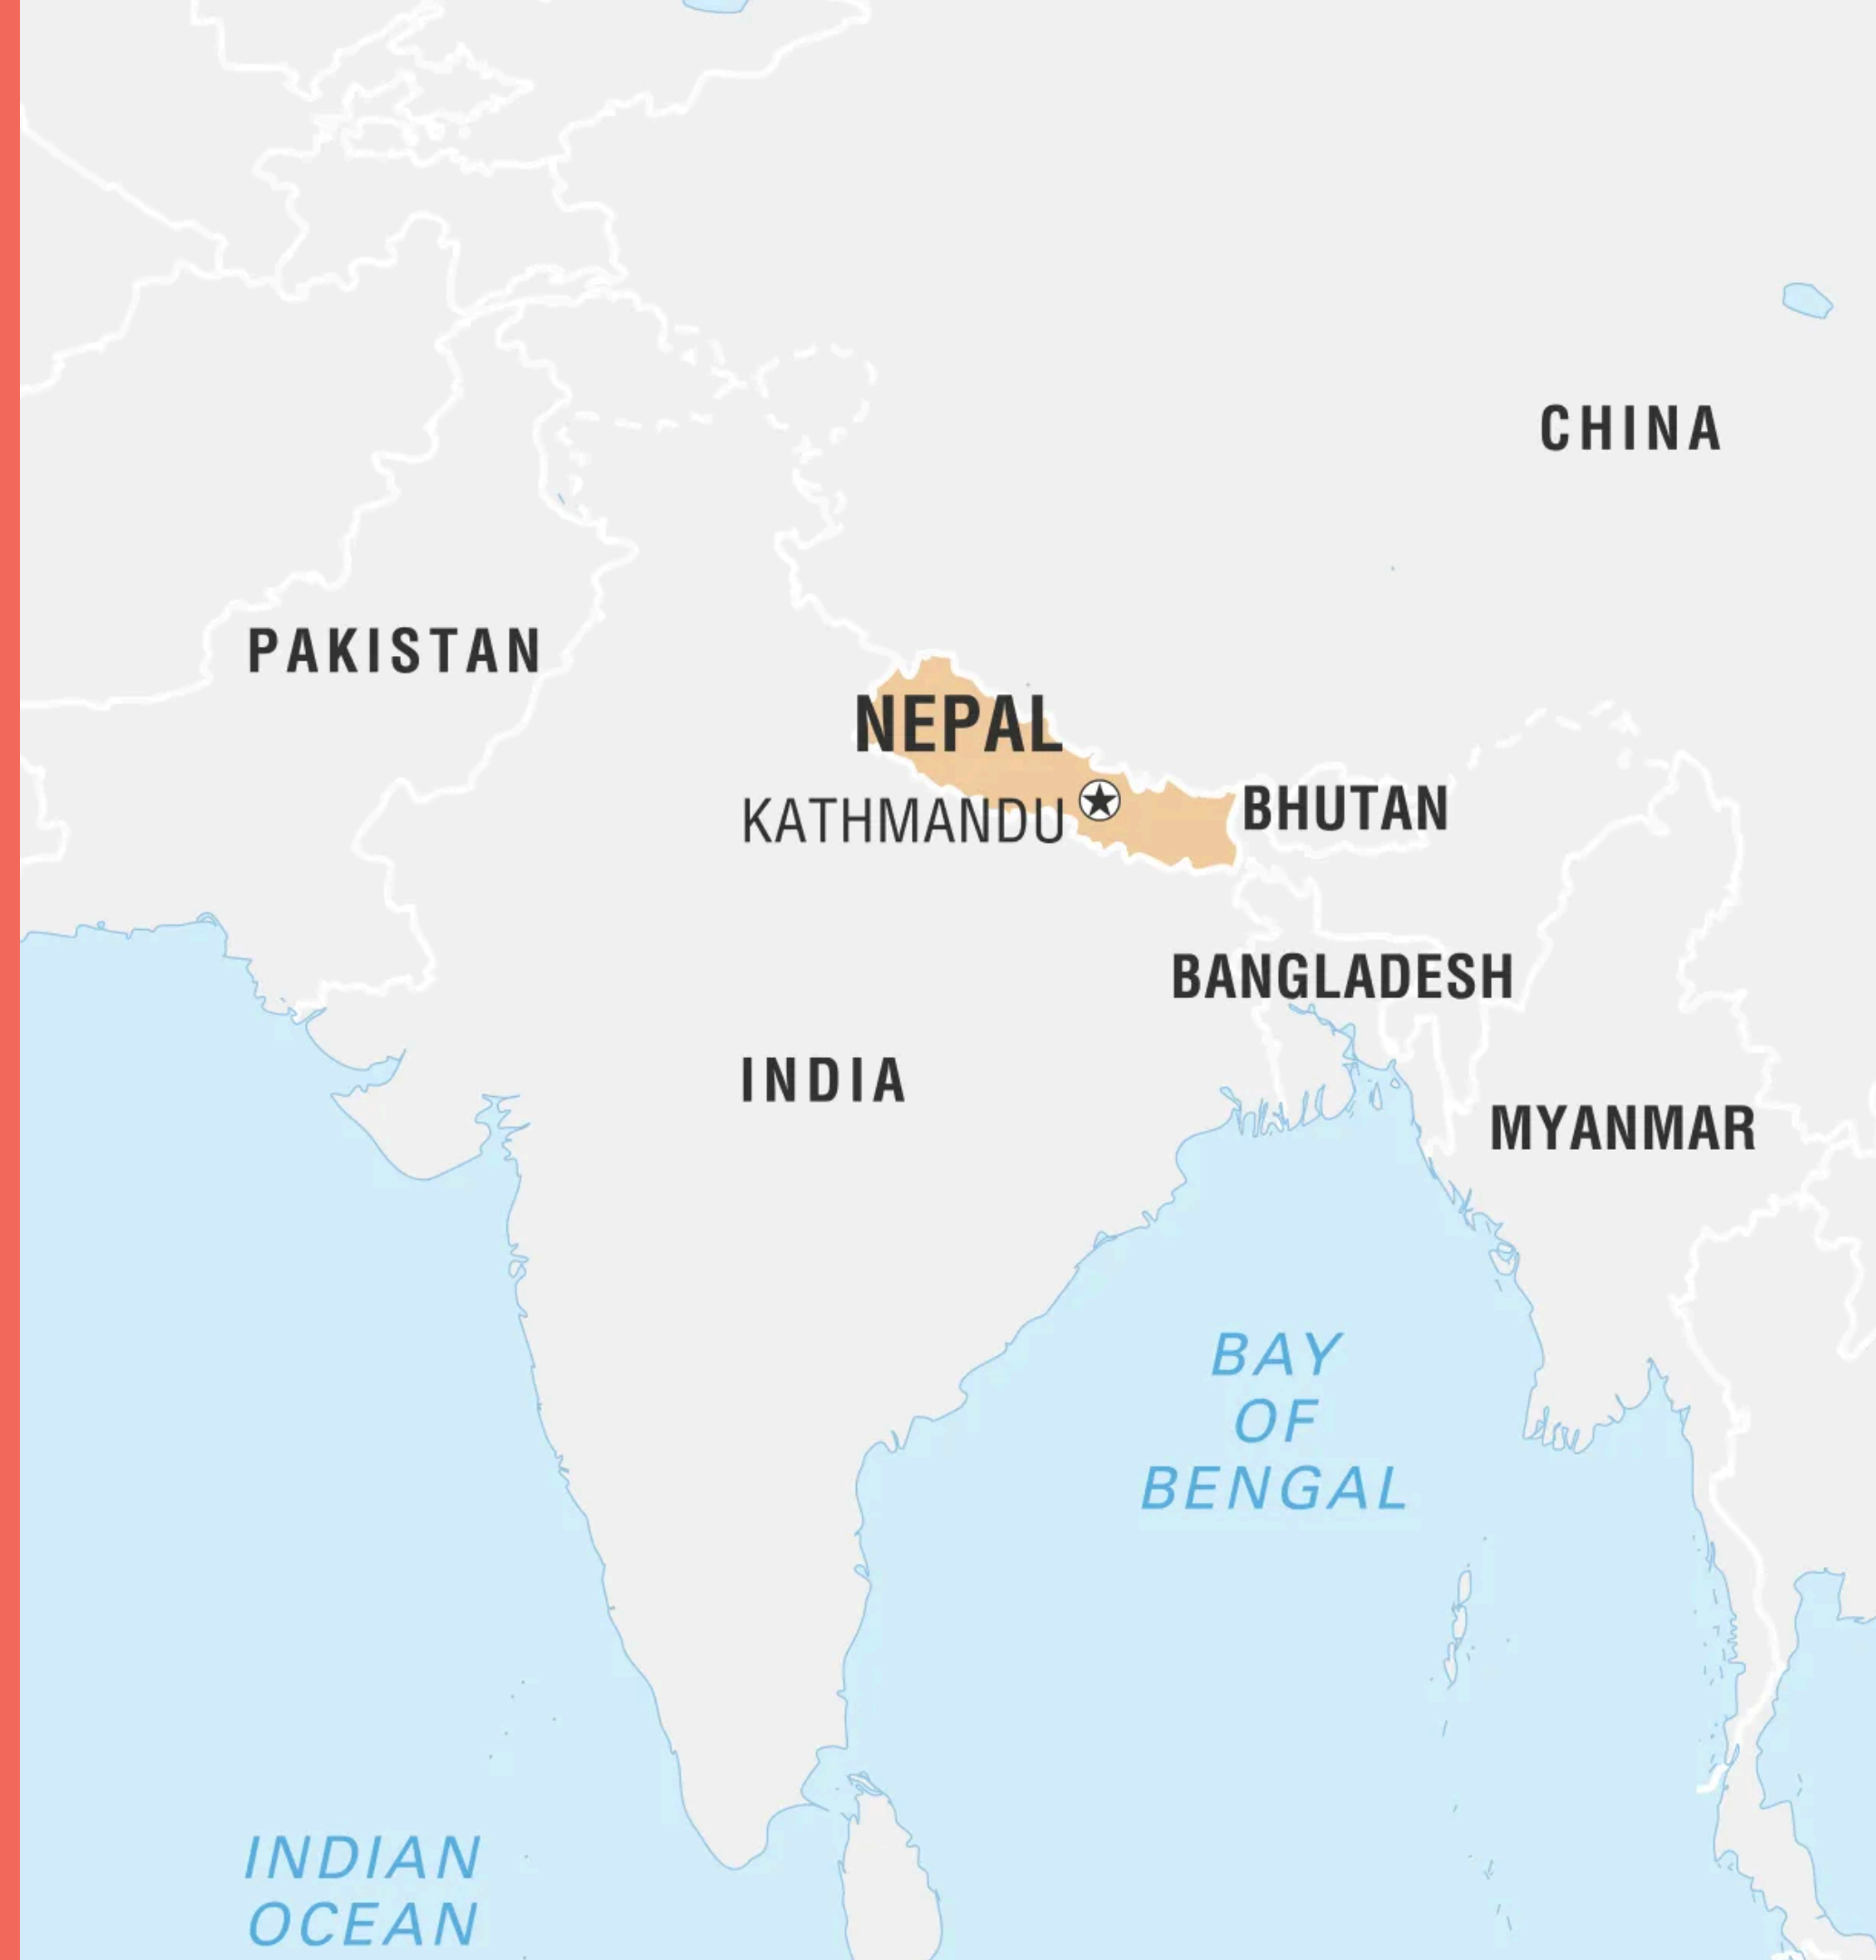 CHINA
PAKISTAN
NEPAL
KATHMANDU
BHUTAN
BANGLADESH
INDIA
MYANMAR
BAY
OF
BENGAL
INDIAN
OCEAN